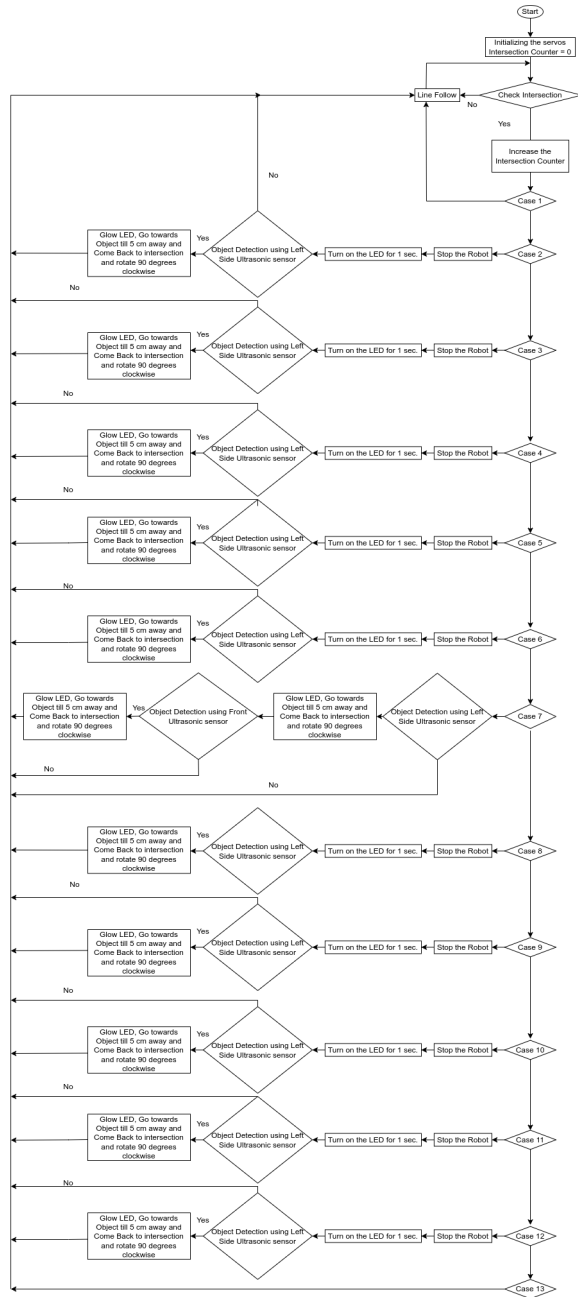 Start
Initializing the servos
Intersection Counter = 0
Line Follow
Check Intersection
No
Yes
Increase the
Intersection Counter
No
Case 1
Glow LED, Go towards
Object till 5 cm away and
Come Back to intersection
and rotate 90 degrees
clockwise
Yes
Object Detection using Left
Side Ultrasonic sensor
Turn on the LED for 1 sec.
Stop the Robot
Case 2
No
Glow LED, Go towards
Object till 5 cm away and
Come Back to intersection
and rotate 90 degrees
clockwise
Yes
Object Detection using Left
Side Ultrasonic sensor
Turn on the LED for 1 sec.
Stop the Robot
Case 3
No
Glow LED, Go towards
Object till 5 cm away and
Come Back to intersection
and rotate 90 degrees
clockwise
Yes
Object Detection using Left
Side Ultrasonic sensor
Turn on the LED for 1 sec.
Stop the Robot
Case 4
No
Glow LED, Go towards
Object till 5 cm away and
Come Back to intersection
and rotate 90 degrees
clockwise
Yes
Object Detection using Left
Side Ultrasonic sensor
Turn on the LED for 1 sec.
Stop the Robot
Case 5
No
Glow LED, Go towards
Object till 5 cm away and
Come Back to intersection
and rotate 90 degrees
clockwise
Yes
Object Detection using Left
Side Ultrasonic sensor
Turn on the LED for 1 sec.
Stop the Robot
Case 6
Glow LED, Go towards
Object till 5 cm away and
Come Back to intersection
and rotate 90 degrees
clockwise
Yes
Object Detection using Front
Ultrasonic sensor
Glow LED, Go towards
Object till 5 cm away and
Come Back to intersection
and rotate 90 degrees
clockwise
Object Detection using Left
Side Ultrasonic sensor
Case 7
No
No
Glow LED, Go towards
Object till 5 cm away and
Come Back to intersection
and rotate 90 degrees
clockwise
Yes
Object Detection using Left
Side Ultrasonic sensor
Turn on the LED for 1 sec.
Stop the Robot
Case 8
No
Glow LED, Go towards
Object till 5 cm away and
Come Back to intersection
and rotate 90 degrees
clockwise
Yes
Object Detection using Left
Side Ultrasonic sensor
Turn on the LED for 1 sec.
Stop the Robot
Case 9
No
Glow LED, Go towards
Object till 5 cm away and
Come Back to intersection
and rotate 90 degrees
clockwise
Yes
Object Detection using Left
Side Ultrasonic sensor
Turn on the LED for 1 sec.
Stop the Robot
Case 10
No
Glow LED, Go towards
Object till 5 cm away and
Come Back to intersection
and rotate 90 degrees
clockwise
Yes
Object Detection using Left
Side Ultrasonic sensor
Turn on the LED for 1 sec.
Stop the Robot
Case 11
No
Glow LED, Go towards
Object till 5 cm away and
Come Back to intersection
and rotate 90 degrees
clockwise
Yes
Object Detection using Left
Side Ultrasonic sensor
Turn on the LED for 1 sec.
Stop the Robot
Case 12
Case 13